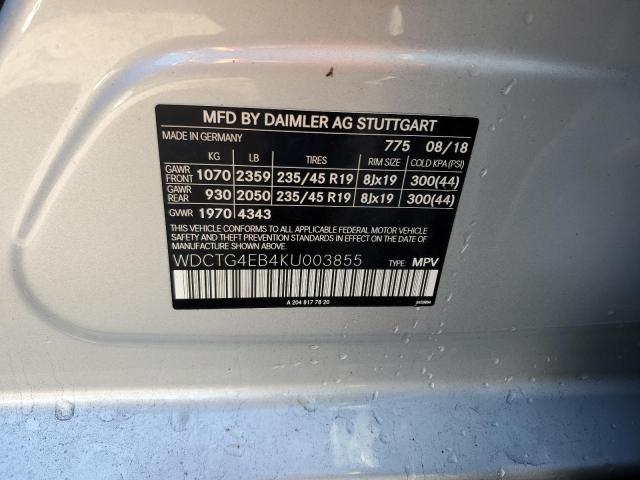 MFD BY DAIMLER AG STUTTGART
MADE IN GERMANY 775 08/18
KG LB TIRES RIM SIZE COLD KPA (PSI)
GAWR FRONT 1070 2359 235/45 R19 8Jx19 300(44)
GAWR REAR 930 2050 235/45 R19 8Jx19 300(44)
GVWR 1970 4343
THIS VEHICLE CONFORMS TO ALL APPLICABLE FEDERAL MOTOR VEHICLE
SAFETY, BUMPER, AND THEFT PREVENTION STANDARDS IN EFFECT ON THE DATE OF
MANUFACTURE SHOWN ABOVE.
WDCTG4EB4KU003855 TYPE: MPV
A 204 817 78 20